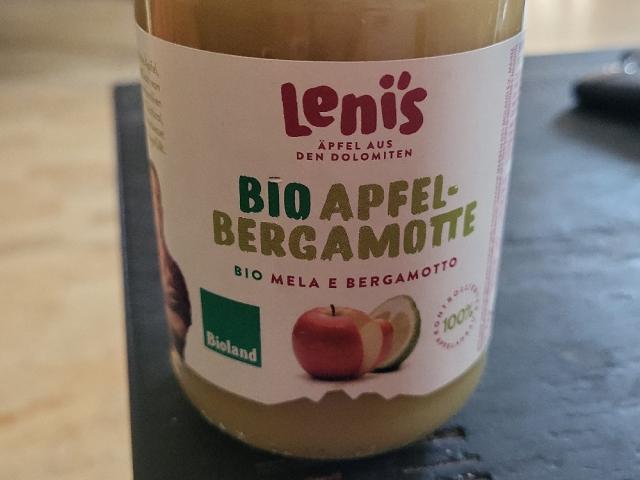 Leni's
ÄPFEL AUS
DEN DOLOMITEN
BIO APFEL-
BERGAMOTTE
BIO MELA E BERGAMOTTO
Bioland
100%